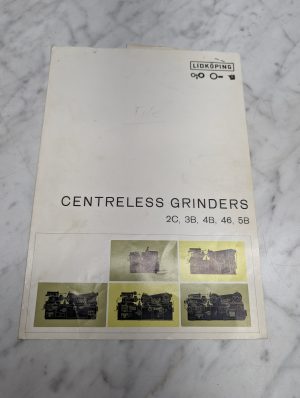 LIDKÖPING
CENTRELESS GRINDERS
2C, 3B, 4B, 46, 5B